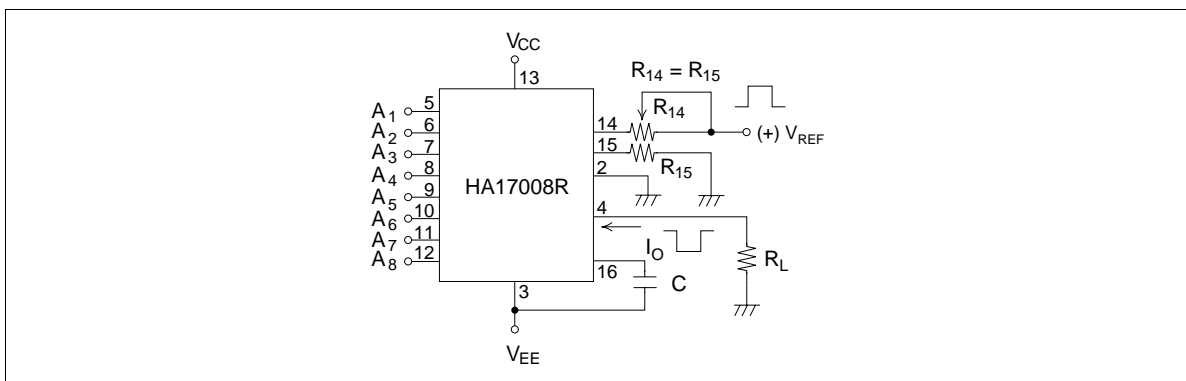 VCC
13
R14 = R15
A1 5
R14
A2 6
14
(+) VREF
A3 7
15
A4 8
2
R15
HA17008R
A5 9
4
A6 10
A7 11
IO
A8 12
16
C
RL
3
VEE